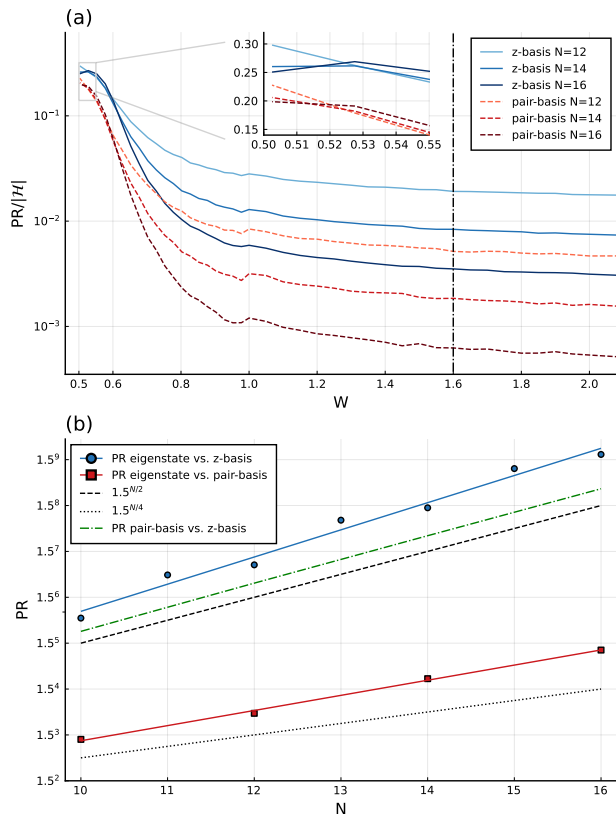 (a)
PR/|ℋ|
10⁻¹
10⁻²
10⁻³
0.30
0.25
0.20
0.15
0.50 0.51 0.52 0.53 0.54 0.55
z-basis N=12
z-basis N=14
z-basis N=16
pair-basis N=12
pair-basis N=14
pair-basis N=16
0.5 0.6 0.8 1.0 1.2 1.4 1.6 1.8 2.0
W
(b)
PR
1.5⁹
1.5⁸
1.5⁷
1.5⁶
1.5⁵
1.5⁴
1.5³
1.5²
PR eigenstate vs. z-basis
PR eigenstate vs. pair-basis
1.5ᴺᐟ²
1.5ᴺᐟ⁴
PR pair-basis vs. z-basis
10 11 12 13 14 15 16
N